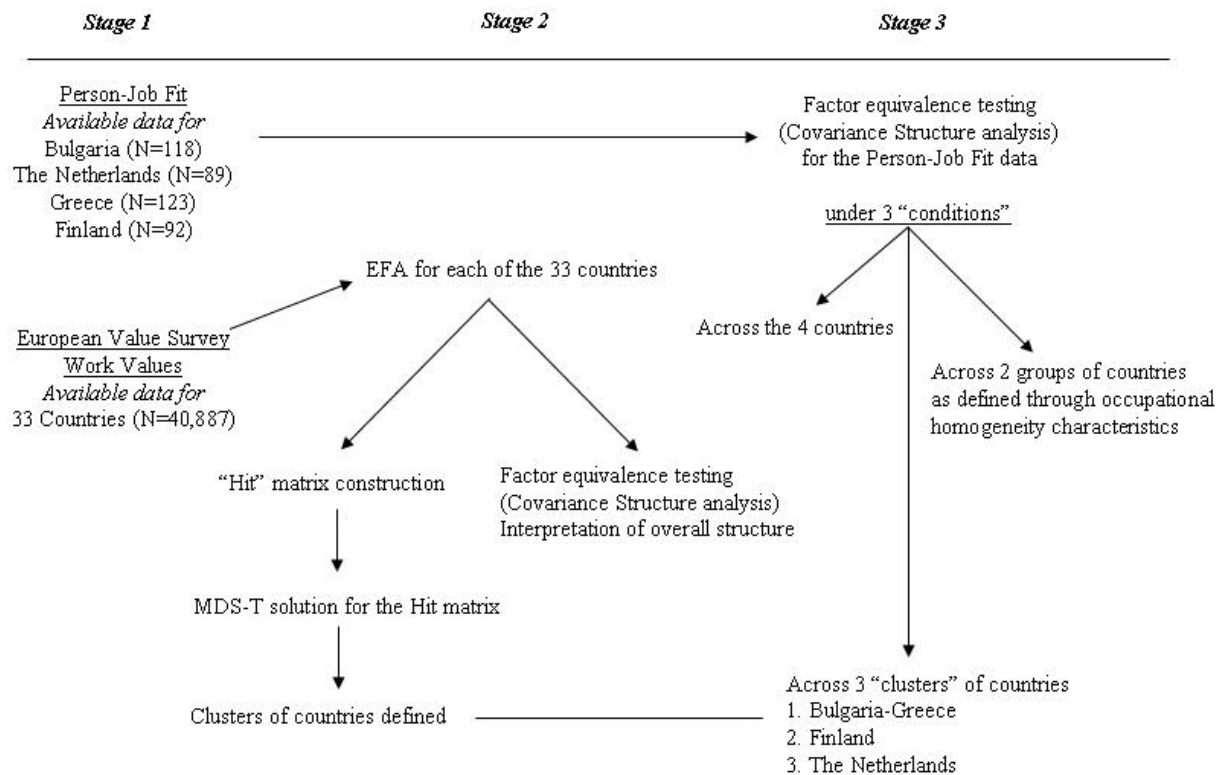 Stage 1
Stage 2
Stage 3
Person-Job Fit
Available data for
Bulgaria (N=118)
The Netherlands (N=89)
Greece (N=123)
Finland (N=92)
Factor equivalence testing
(Covariance Structure analysis)
for the Person-Job Fit data
under 3 “conditions”
EFA for each of the 33 countries
European Value Survey
Work Values
Available data for
33 Countries (N=40,887)
Across the 4 countries
Across 2 groups of countries
as defined through occupational
homogeneity characteristics
“Hit” matrix construction
Factor equivalence testing
(Covariance Structure analysis)
Interpretation of overall structure
MDS-T solution for the Hit matrix
Clusters of countries defined
Across 3 “clusters” of countries
1. Bulgaria-Greece
2. Finland
3. The Netherlands